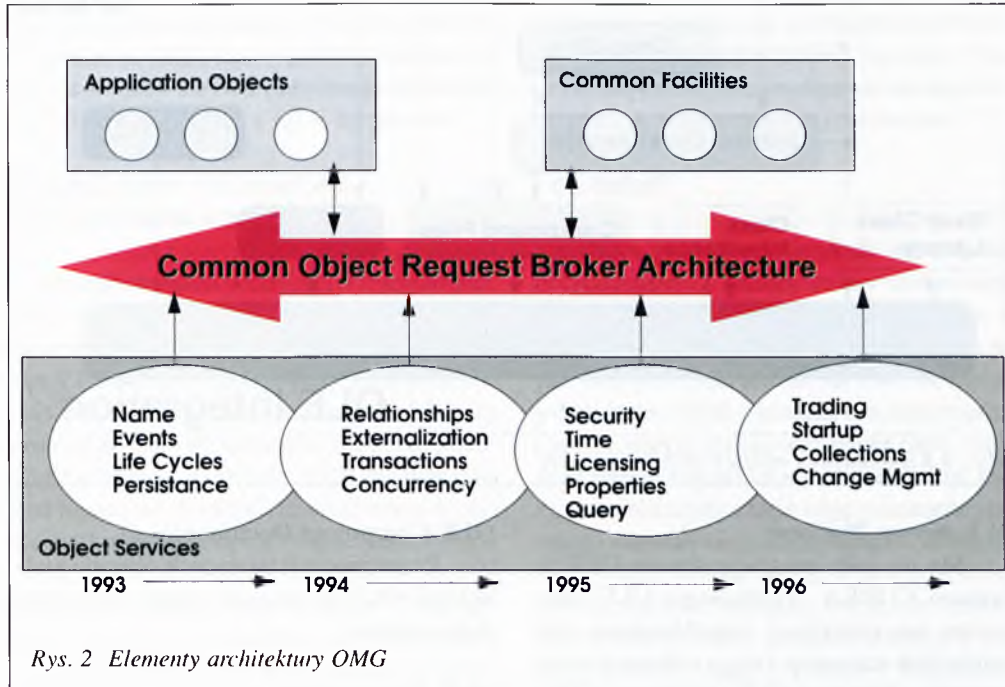 Application Objects
Common Facilities
Common Object Request Broker Architecture
Name
Events
Life Cycles
Persistance
Relationships
Externalization
Transactions
Concurrency
Security
Time
Licensing
Properties
Query
Trading
Startup
Collections
Change Mgmt
Object Services
1993
1994
1995
1996
Rys. 2 Elementy architektury OMG